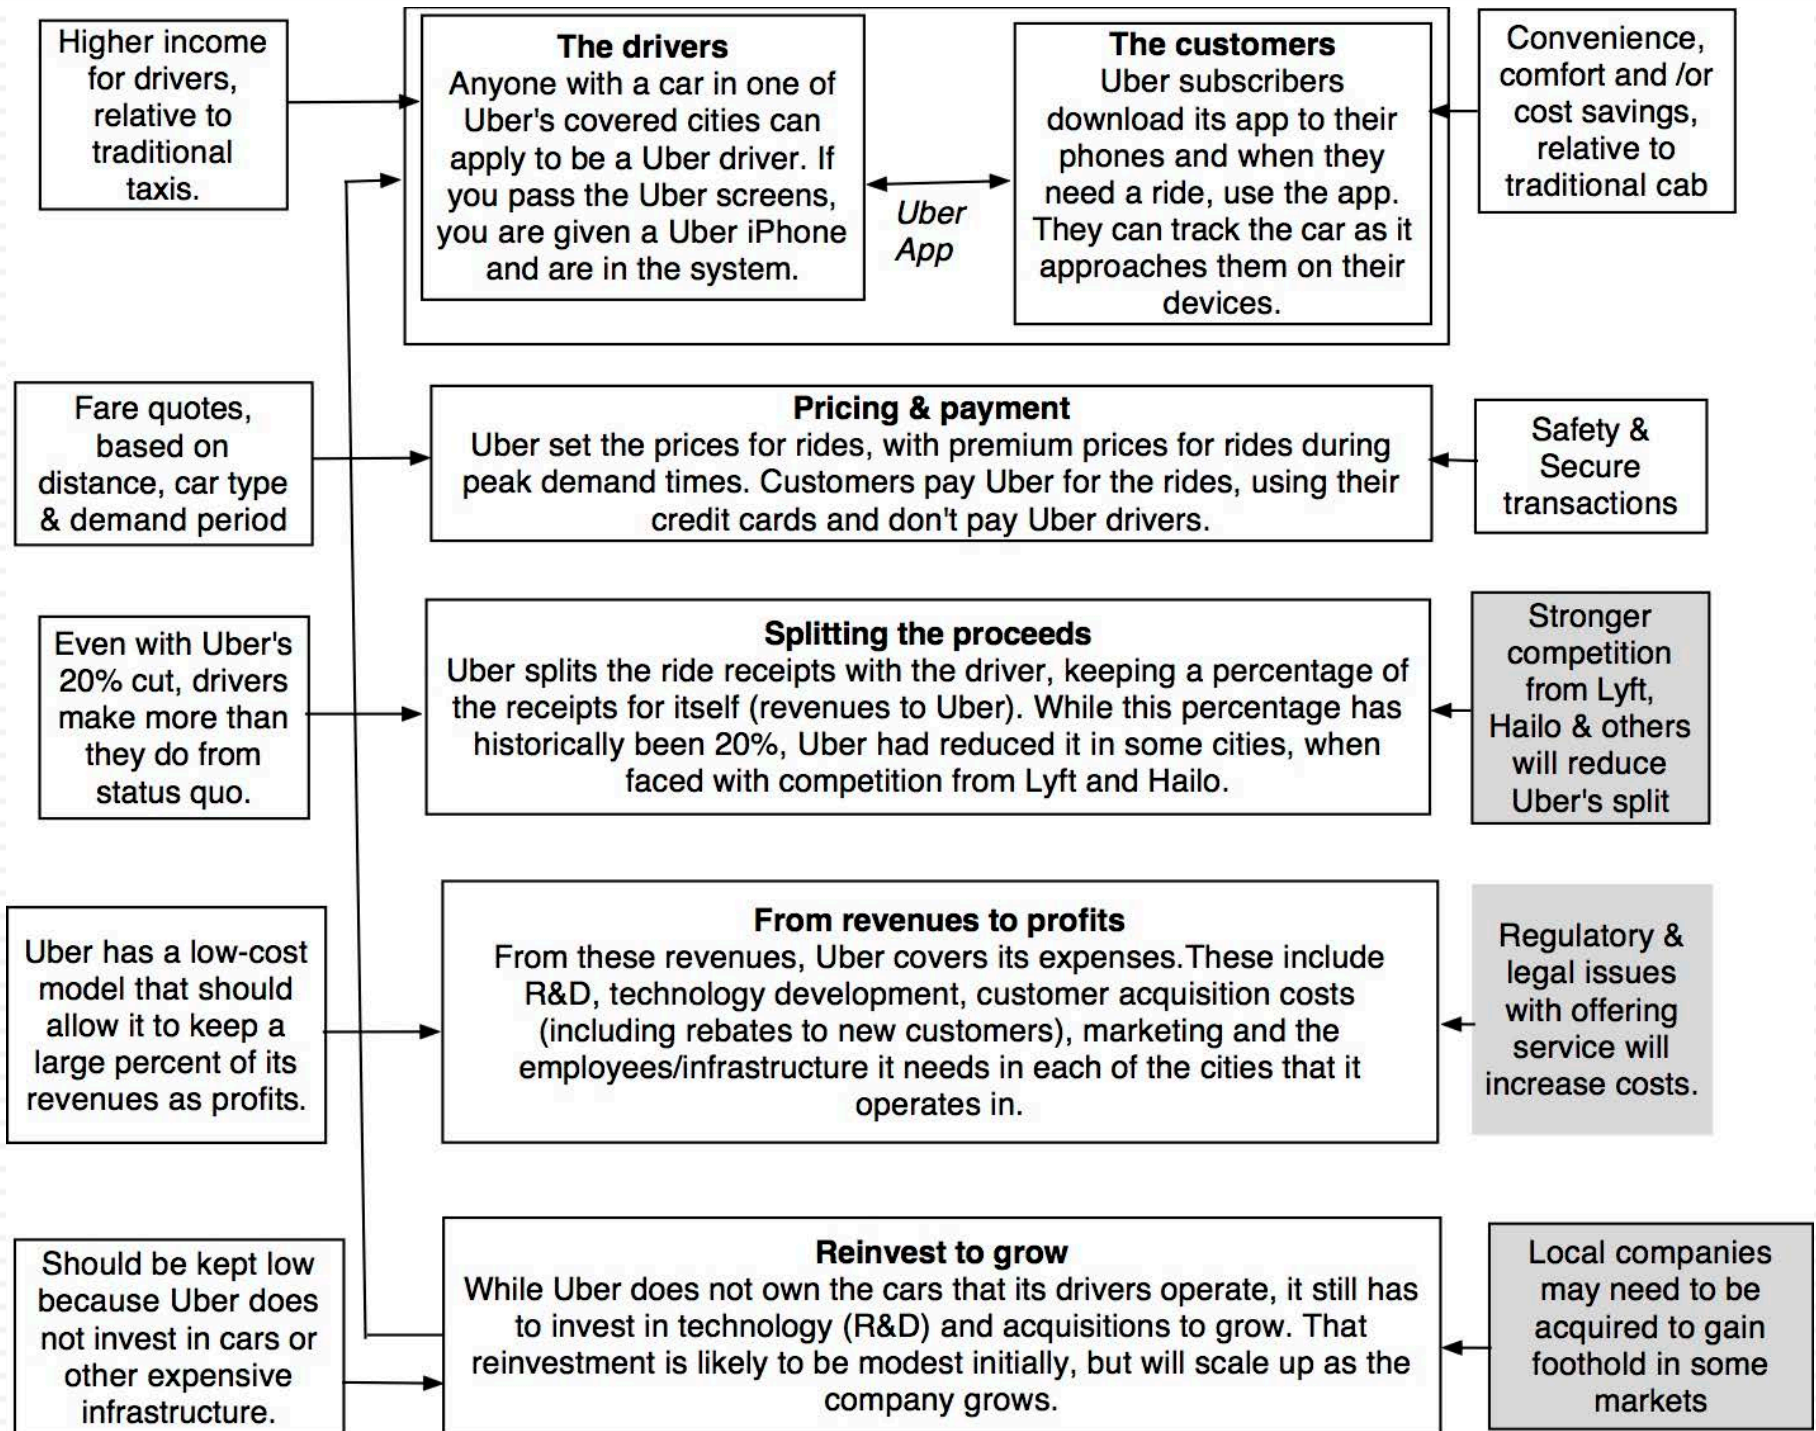 Higher income
for drivers,
relative to
traditional
taxis.
The drivers
Anyone with a car in one of
Uber's covered cities can
apply to be a Uber driver. If
you pass the Uber screens,
you are given a Uber iPhone
and are in the system.
Uber
App
The customers
Uber subscribers
download its app to their
phones and when they
need a ride, use the app.
They can track the car as it
approaches them on their
devices.
Convenience,
comfort and /or
cost savings,
relative to
traditional cab
Fare quotes,
based on
distance, car type
& demand period
Pricing & payment
Uber set the prices for rides, with premium prices for rides during
peak demand times. Customers pay Uber for the rides, using their
credit cards and don't pay Uber drivers.
Safety &
Secure
transactions
Even with Uber's
20% cut, drivers
make more than
they do from
status quo.
Splitting the proceeds
Uber splits the ride receipts with the driver, keeping a percentage of
the receipts for itself (revenues to Uber). While this percentage has
historically been 20%, Uber had reduced it in some cities, when
faced with competition from Lyft and Hailo.
Stronger
competition
from Lyft,
Hailo & others
will reduce
Uber's split
Uber has a low-cost
model that should
allow it to keep a
large percent of its
revenues as profits.
From revenues to profits
From these revenues, Uber covers its expenses.These include
R&D, technology development, customer acquisition costs
(including rebates to new customers), marketing and the
employees/infrastructure it needs in each of the cities that it
operates in.
Regulatory &
legal issues
with offering
service will
increase costs.
Should be kept low
because Uber does
not invest in cars or
other expensive
infrastructure.
Reinvest to grow
While Uber does not own the cars that its drivers operate, it still has
to invest in technology (R&D) and acquisitions to grow. That
reinvestment is likely to be modest initially, but will scale up as the
company grows.
Local companies
may need to be
acquired to gain
foothold in some
markets